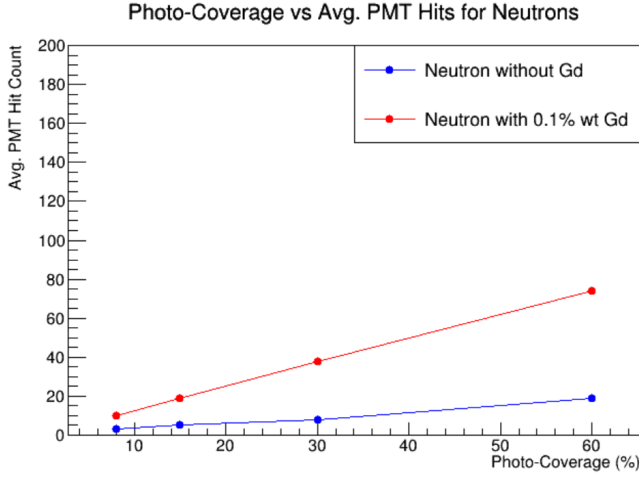 Photo-Coverage vs Avg. PMT Hits for Neutrons
Avg. PMT Hit Count
200
180
160
140
120
100
80
60
40
20
0
Neutron without Gd
Neutron with 0.1% wt Gd
10 20 30 40 50 60
Photo-Coverage (%)